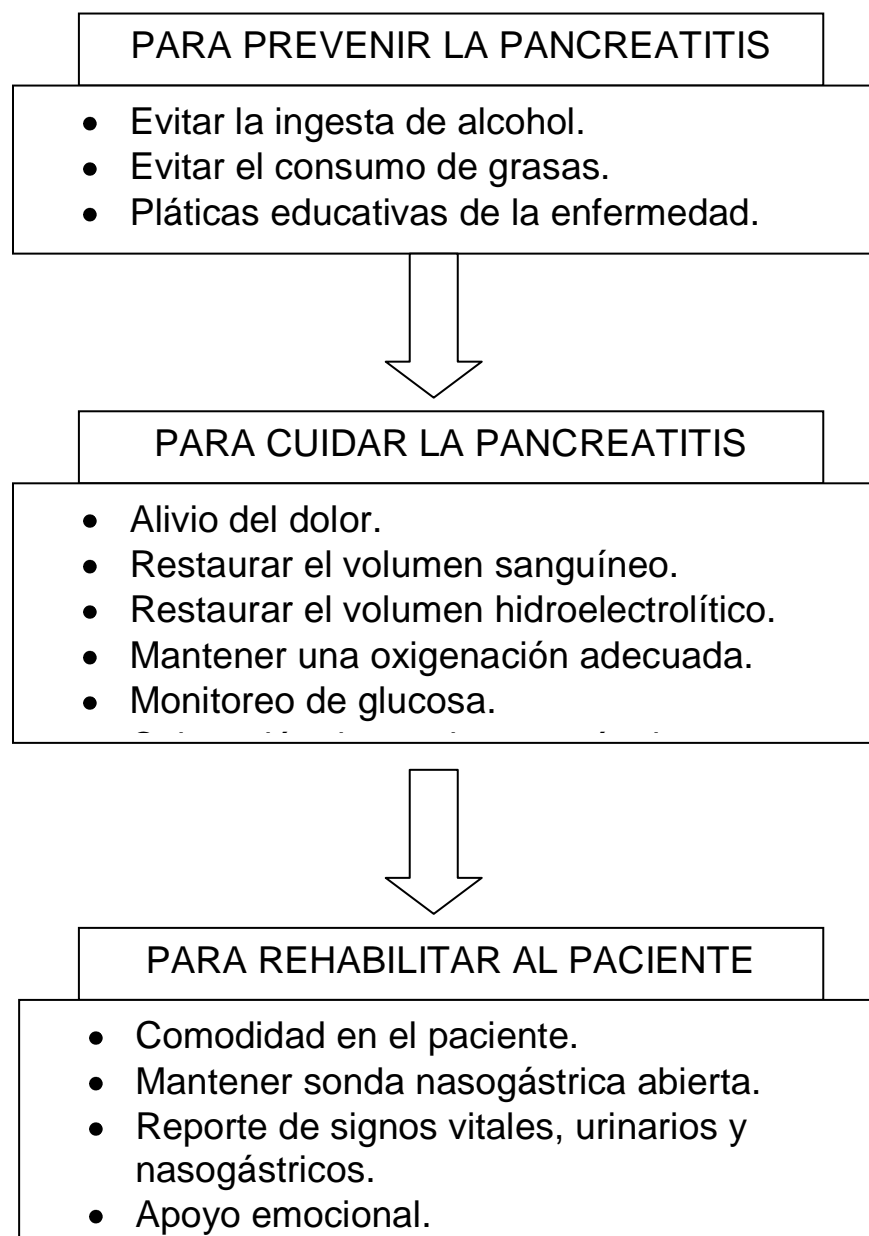 PARA PREVENIR LA PANCREATITIS
• Evitar la ingesta de alcohol.
• Evitar el consumo de grasas.
• Pláticas educativas de la enfermedad.
PARA CUIDAR LA PANCREATITIS
• Alivio del dolor.
• Restaurar el volumen sanguíneo.
• Restaurar el volumen hidroelectrolítico.
• Mantener una oxigenación adecuada.
• Monitoreo de glucosa.
PARA REHABILITAR AL PACIENTE
• Comodidad en el paciente.
• Mantener sonda nasogástrica abierta.
• Reporte de signos vitales, urinarios y
nasogástricos.
• Apoyo emocional.